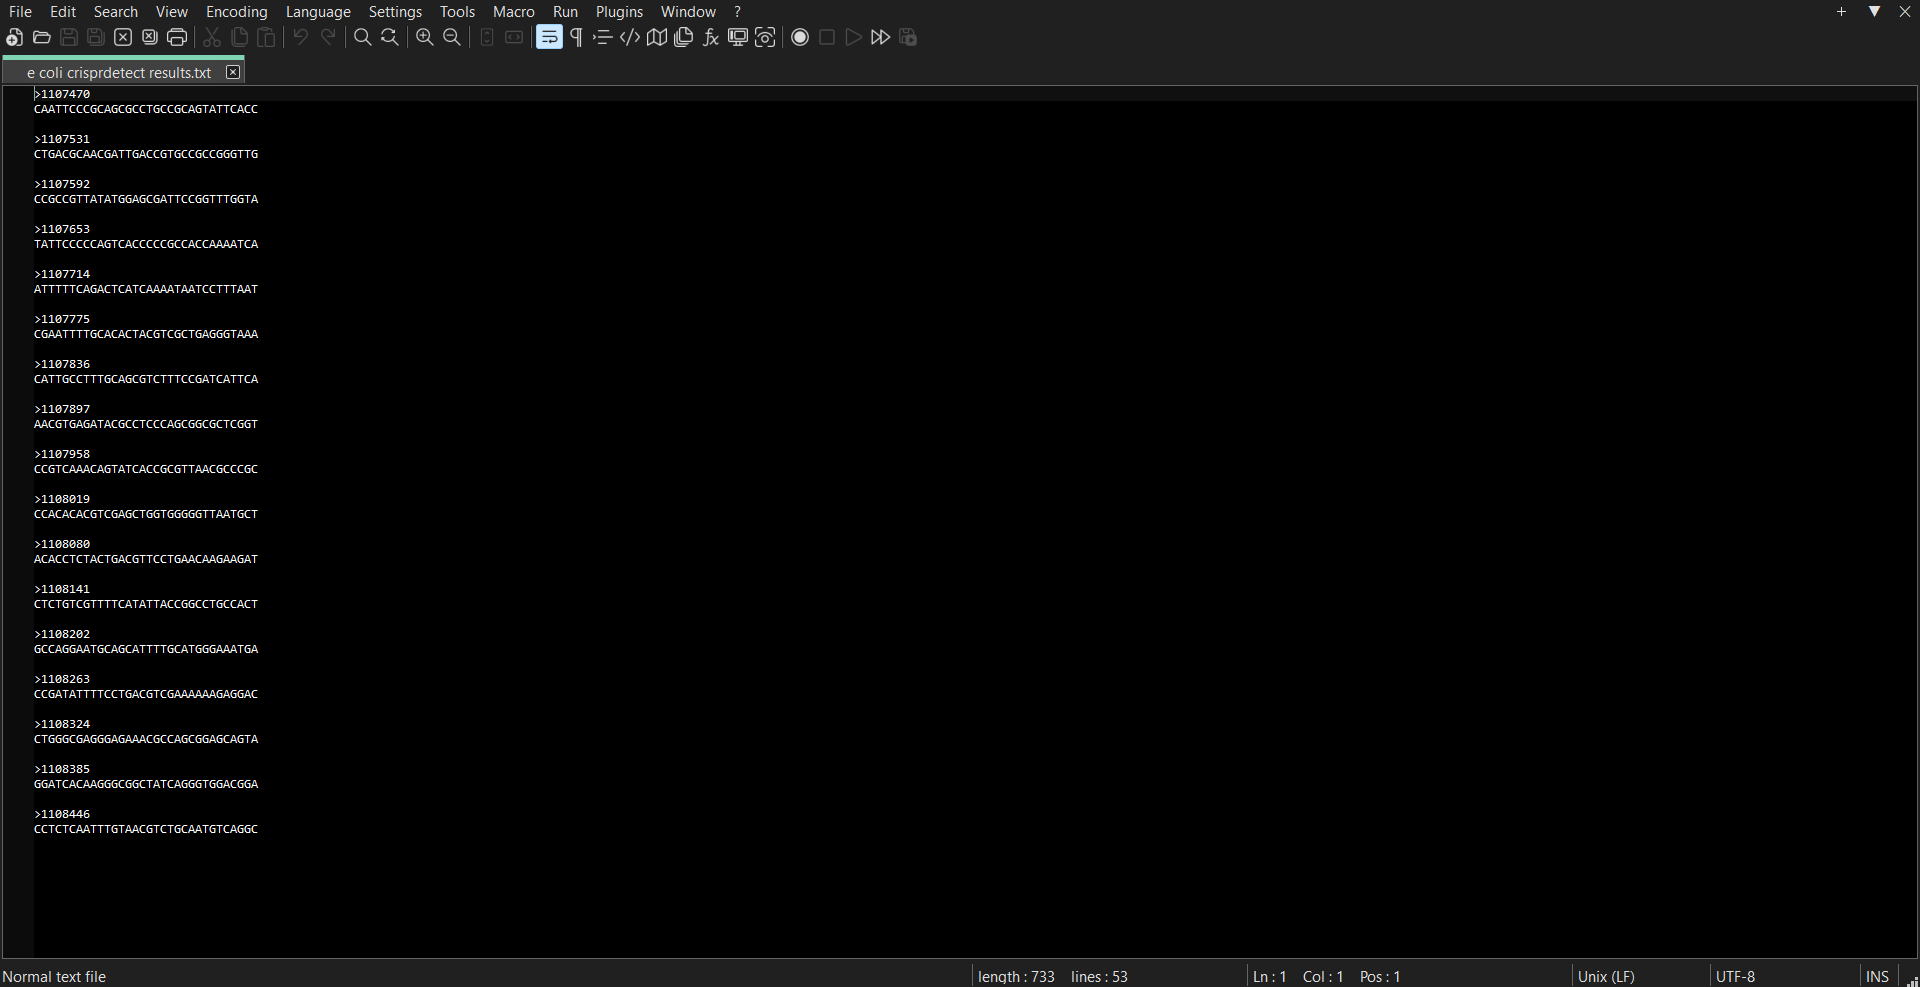 File Edit Search View Encoding Language Settings Tools Macro Run Plugins Window ?
e coli crisprdetect results.txt
>1107470
CAATTCCCGCAGCGCCTGCCGCAGTATTCACC
>1107531
CTGACGCAACGATTGACCGTGCCGCCGGGTTG
>1107592
CCGCCGTTATATGGAGCGATTCCGGTTTGGTA
>1107653
TATTCCCCCAGTCACCCCCGCCACCAAAATCA
>1107714
ATTTTTCAGACTCATCAAAATAATCCTTTAAT
>1107775
CGAATTTTGCACACTACGTCGCTGAGGGTAAA
>1107836
CATTGCCTTTGCAGCGTCTTTCCGATCATTCA
>1107897
AACGTGAGATACGCCTCCCAGCGGCGCTCGGT
>1107958
CCGTCAAACAGTATCACCGCGTTAACGCCCGC
>1108019
CCACACACGTCGAGCTGGTGGGGGTTAATGCT
>1108080
ACACCTCTACTGACGTTCCTGAACAAGAAGAT
>1108141
CTCTGTCGTTTTCATATTACCGGCCTGCCACT
>1108202
GCCAGGAATGCAGCATTTTGCATGGGAAATGA
>1108263
CCGATATTTTCCTGACGTCGAAAAAAGAGGAC
>1108324
CTGGGCGAGGGAGAAACGCCAGCGGAGCAGTA
>1108385
GGATCACAAGGGCGGCTATCAGGGTGGACGGA
>1108446
CCTCTCAATTTGTAACGTCTGCAATGTCAGGC
Normal text file length : 733 lines : 53 Ln : 1 Col : 1 Pos : 1 Unix (LF) UTF-8 INS